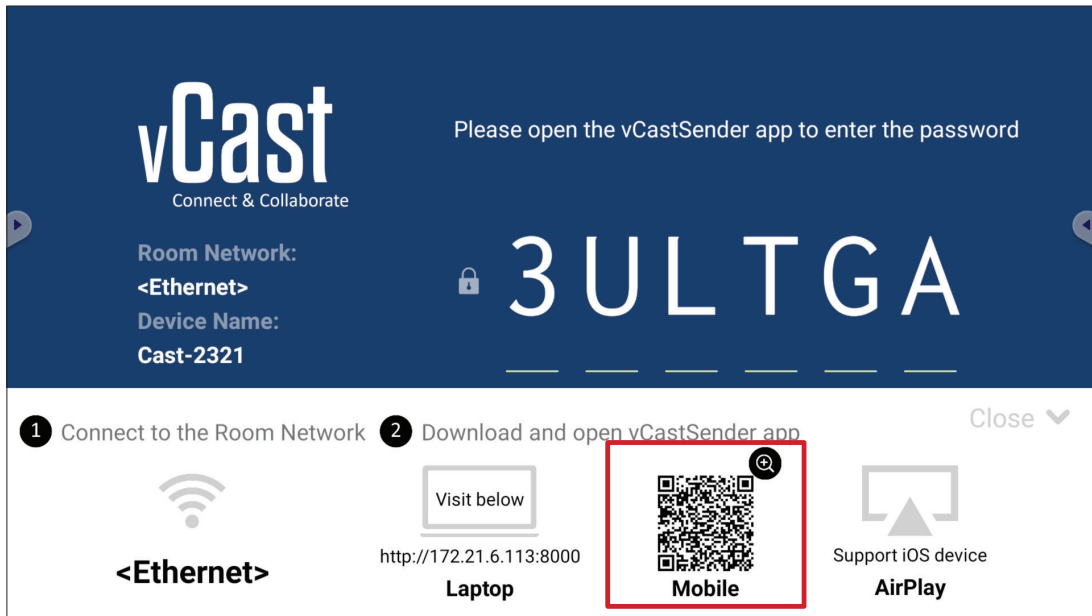 vCast
Connect & Collaborate
Please open the vCastSender app to enter the password
Room Network:
<Ethernet>
Device Name:
Cast-2321
3ULTGA
1 Connect to the Room Network
2 Download and open vCastSender app
Close
<Ethernet>
Visit below
http://172.21.6.113:8000
Laptop
Mobile
Support iOS device
AirPlay